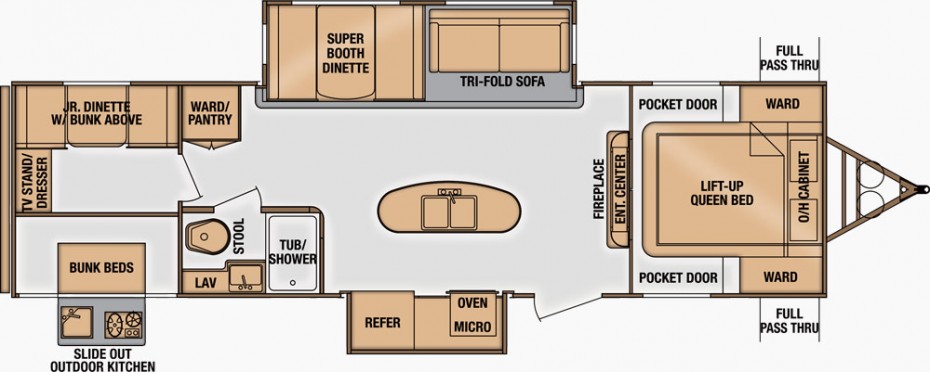 SUPER
BOOTH
DINETTE
TRI-FOLD SOFA
FULL
PASS THRU
JR. DINETTE
W/ BUNK ABOVE
WARD/
PANTRY
POCKET DOOR
WARD
TV STAND/
DRESSER
FIREPLACE
ENT. CENTER
LIFT-UP
QUEEN BED
O/H CABINET
STOOL
TUB/
SHOWER
BUNK BEDS
LAV
POCKET DOOR
WARD
REFER
OVEN
MICRO
FULL
PASS THRU
SLIDE OUT
OUTDOOR KITCHEN